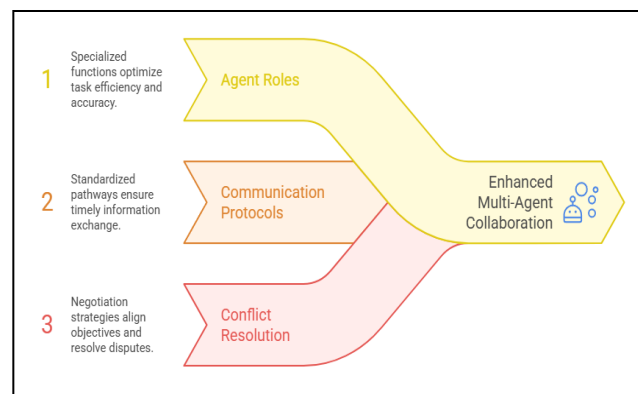 1
Specialized
functions optimize
task efficiency and
accuracy.
Agent Roles
2
Standardized
pathways ensure
timely information
exchange.
Communication
Protocols
Enhanced
Multi-Agent
Collaboration
3
Negotiation
strategies align
objectives and
resolve disputes.
Conflict
Resolution